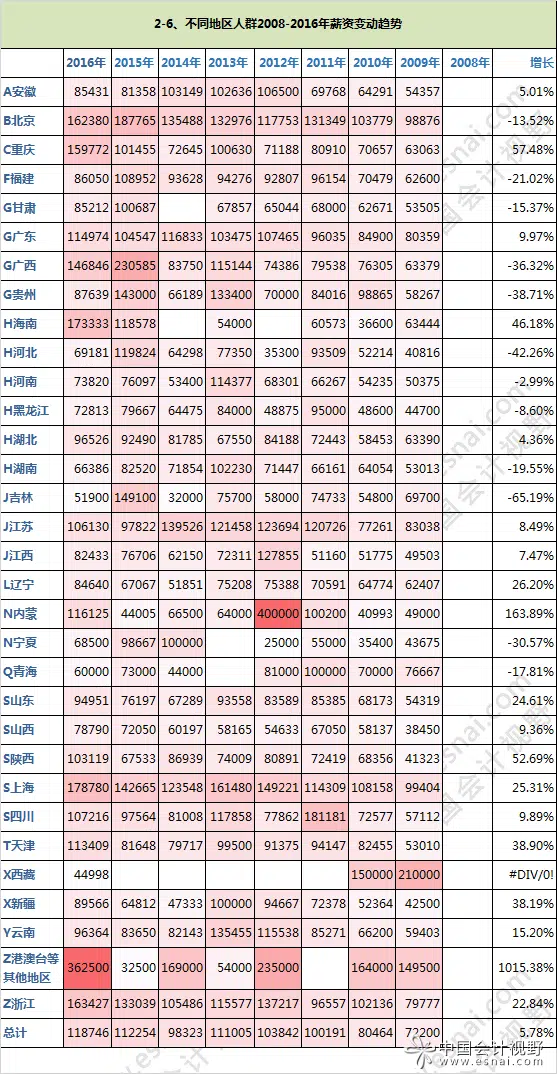 2-6、不同地区人群2008-2016年薪资变动趋势
2016年 2015年 2014年 2013年 2012年 2011年 2010年 2009年 2008年 增长
A安徽 85431 81358 103149 102636 106500 69768 64291 54357 5.01%
B北京 162380 187765 135488 132976 117753 131349 103779 98876 -13.52%
C重庆 159772 101455 72645 100630 71188 80910 70657 63063 57.48%
F福建 86050 108952 93628 94276 92807 96154 70479 62600 -21.02%
G甘肃 85212 100687 67857 65044 68000 62671 53505 -15.37%
G广东 114974 104547 116833 103475 107465 96035 84900 80359 9.97%
G广西 146846 230585 83750 115144 74386 79538 76305 63379 -36.32%
G贵州 87639 143000 66189 133400 70000 84016 98865 58267 -38.71%
H海南 173333 118578 54000 60573 36600 63444 46.18%
H河北 69181 119824 64298 77350 35300 93509 52214 40816 -42.26%
H河南 73820 76097 53400 114377 68301 66267 54235 50375 -2.99%
H黑龙江 72813 79667 64475 84000 48875 95000 48600 44700 -8.60%
H湖北 96526 92490 81785 67550 84188 72443 58453 63390 4.36%
H湖南 66386 82520 71854 102230 71447 66161 64054 53013 -19.55%
J吉林 51900 149100 32000 75700 58000 74733 54800 69700 -65.19%
J江苏 106130 97822 139526 121458 123694 120726 77261 83038 8.49%
J江西 82433 76706 62150 72311 127855 51160 51775 49503 7.47%
L辽宁 84640 67067 51851 75208 75388 70591 64774 62407 26.20%
N内蒙 116125 44005 66500 64000 400000 100200 40993 49000 163.89%
N宁夏 68500 98667 100000 25000 55000 35400 43675 -30.57%
Q青海 60000 73000 44000 81000 100000 70000 76667 -17.81%
S山东 94951 76197 67289 93558 83589 85385 68173 54319 24.61%
S山西 78790 72050 60197 58165 54633 67050 58137 38450 9.36%
S陕西 103119 67533 86939 74009 80891 72419 68356 41323 52.69%
S上海 178780 142665 123548 161480 149221 114309 108158 99404 25.31%
S四川 107216 97564 81008 117858 77862 181181 72577 57112 9.89%
T天津 113409 81648 79717 99500 91375 94147 82455 53010 38.90%
X西藏 44998 150000 210000 #DIV/0!
X新疆 89566 64812 47333 100000 94667 72378 52364 42500 38.19%
Y云南 96364 83650 82143 135455 115538 85271 66200 59403 15.20%
Z港澳台等
其他地区 362500 32500 169000 54000 235000 164000 149500 1015.38%
Z浙江 163427 133039 105486 115577 137217 96557 102136 79777 22.84%
总计 118746 112254 98323 111005 103842 100191 80464 72200 5.78%
中国会计视野
www.esnai.com